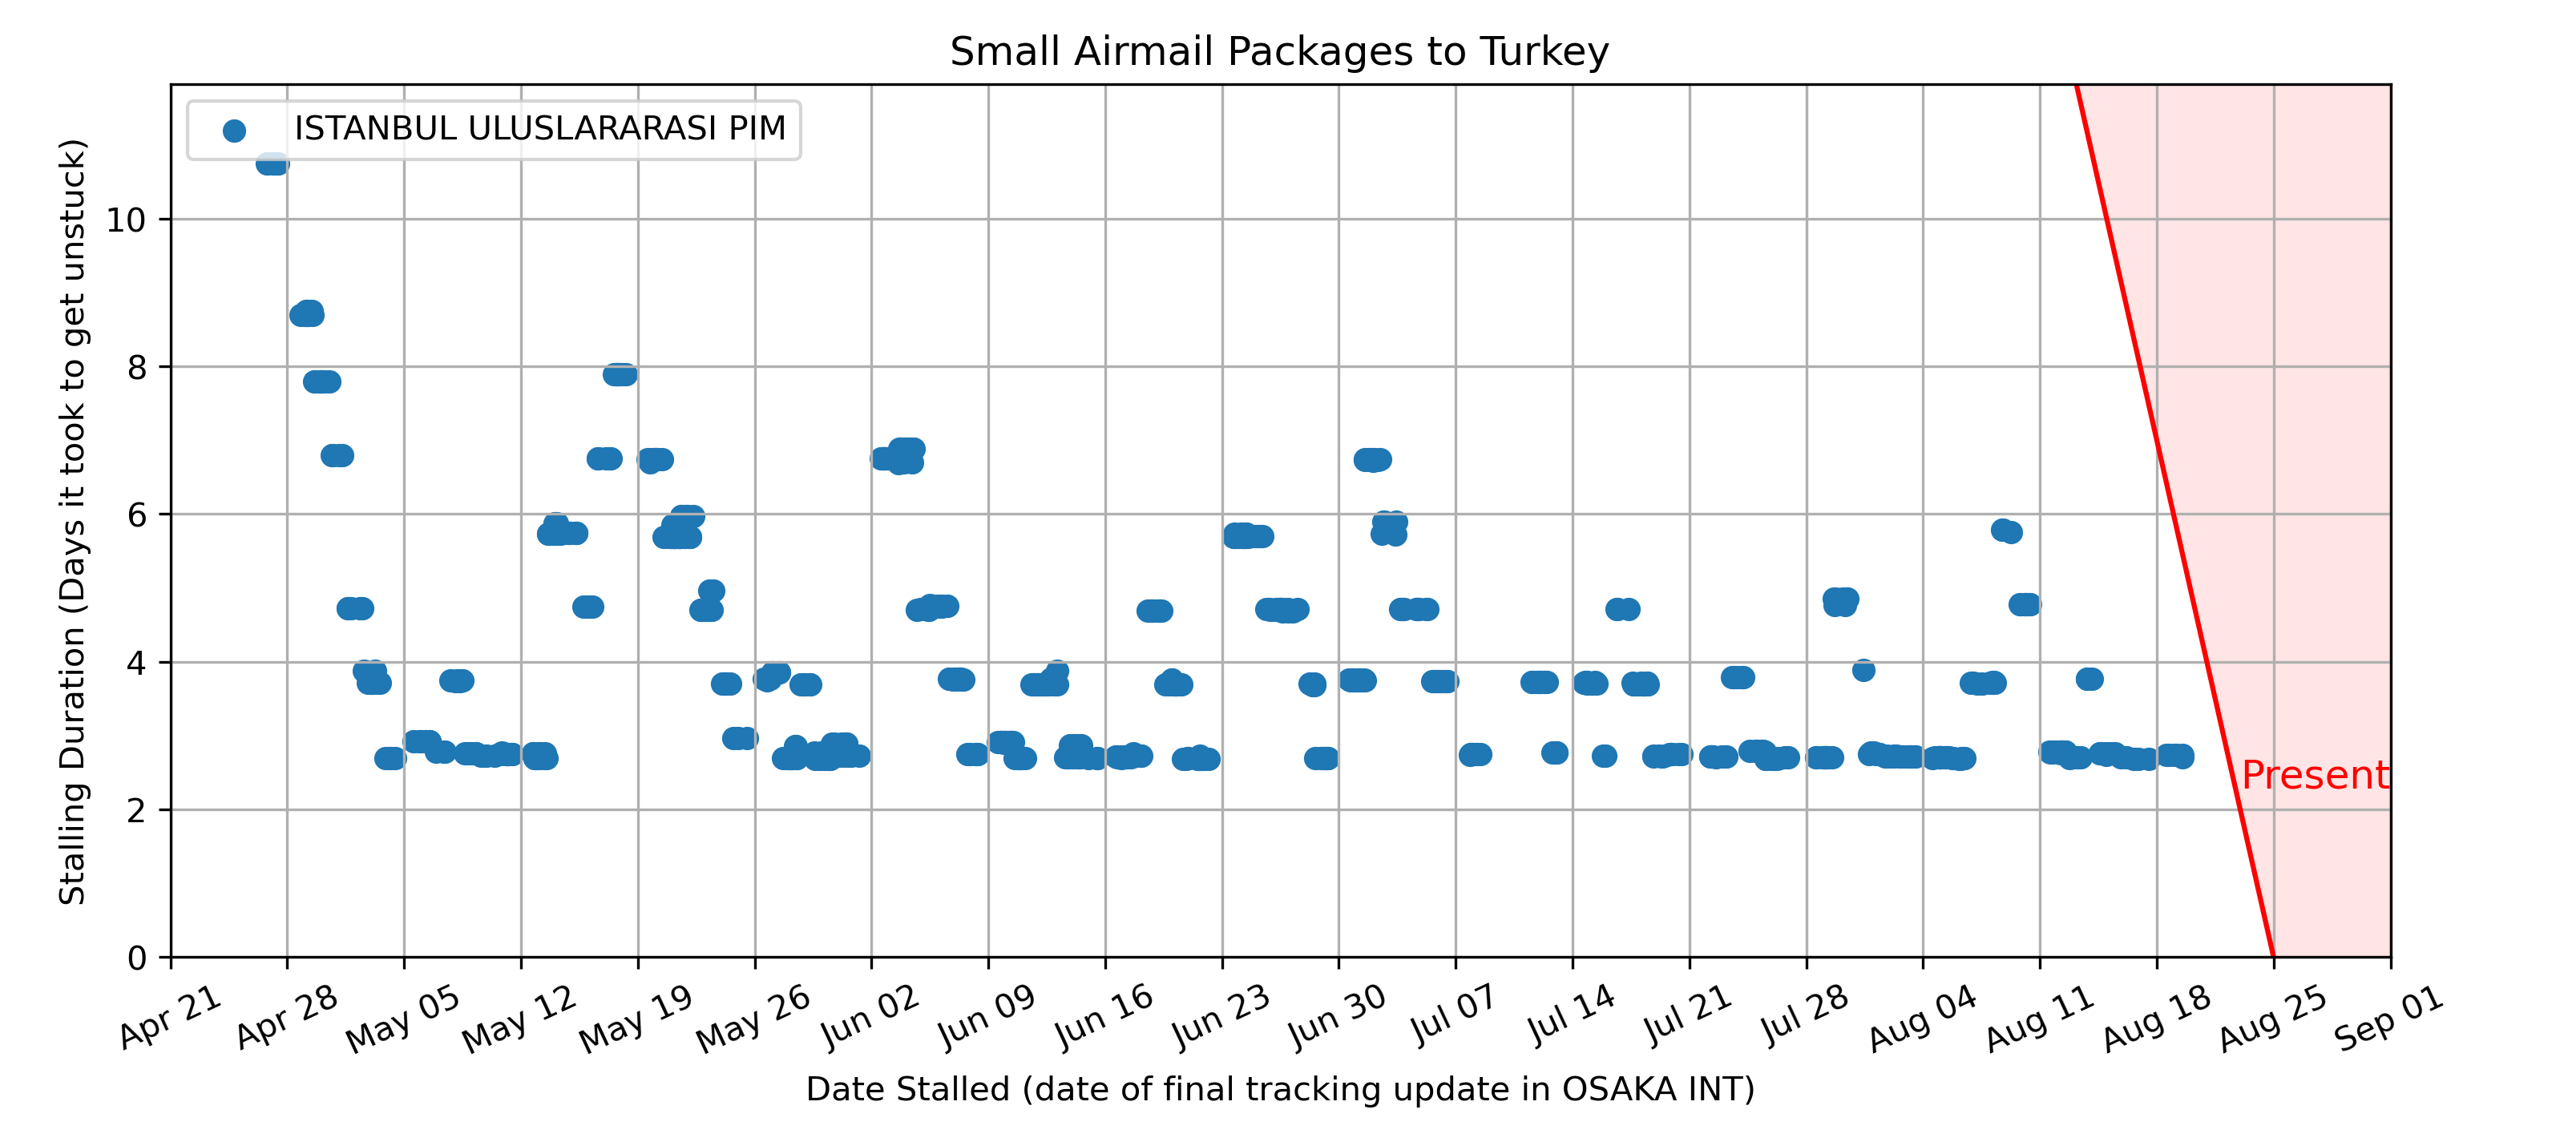 Small Airmail Packages to Turkey
ISTANBUL ULUSLARARASI PIM
Stalling Duration (Days it took to get unstuck)
10
8
6
4
2
0
Present
Apr 21
Apr 28
May 05
May 12
May 19
May 26
Jun 02
Jun 09
Jun 16
Jun 23
Jun 30
Jul 07
Jul 14
Jul 21
Jul 28
Aug 04
Aug 11
Aug 18
Aug 25
Sep 01
Date Stalled (date of final tracking update in OSAKA INT)